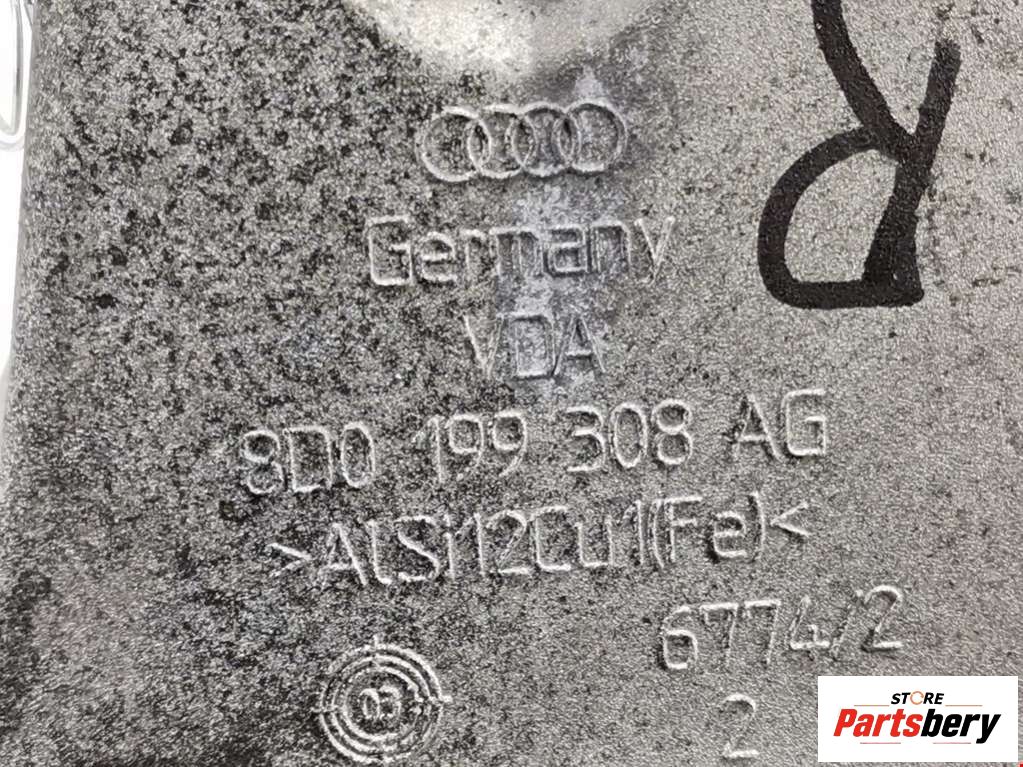 R
Germany
VDA
8D0 199 308 AG
>AlSi12Cu1(Fe)<
6774/2
2
STORE
Partsbery